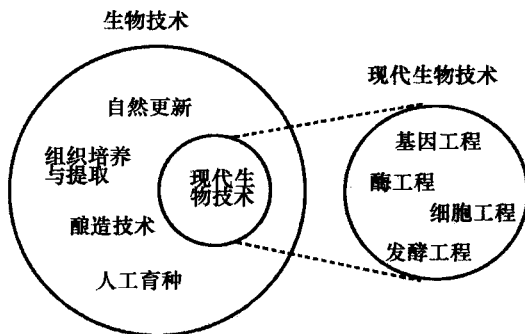 生物技术
自然更新
组织培养
与提取
酿造技术
人工育种
现代生
物技术
现代生物技术
基因工程
酶工程
细胞工程
发酵工程